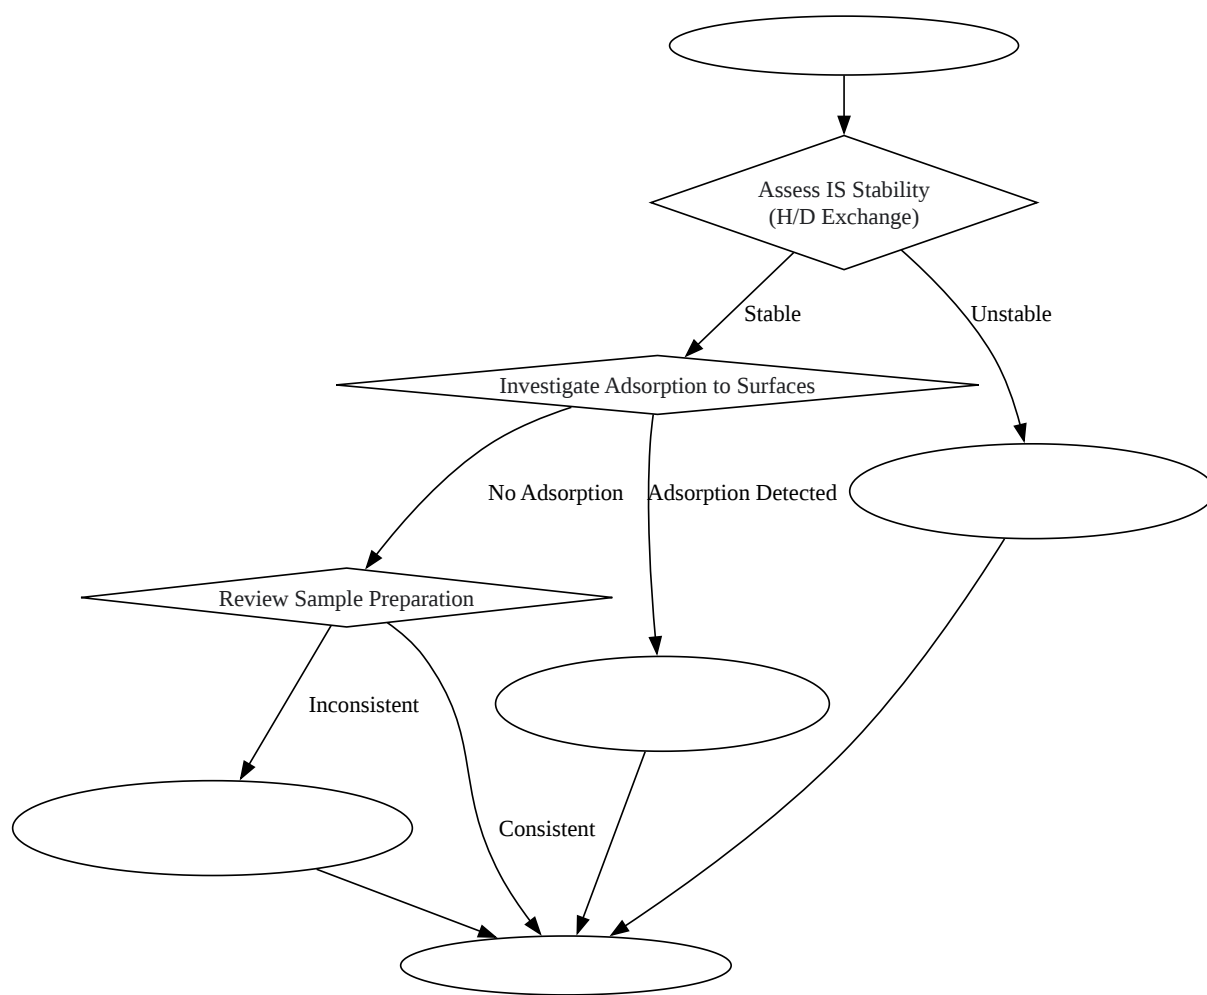 Assess IS Stability
(H/D Exchange)
Stable
Unstable
Investigate Adsorption to Surfaces
No Adsorption
Adsorption Detected
Review Sample Preparation
Inconsistent
Consistent